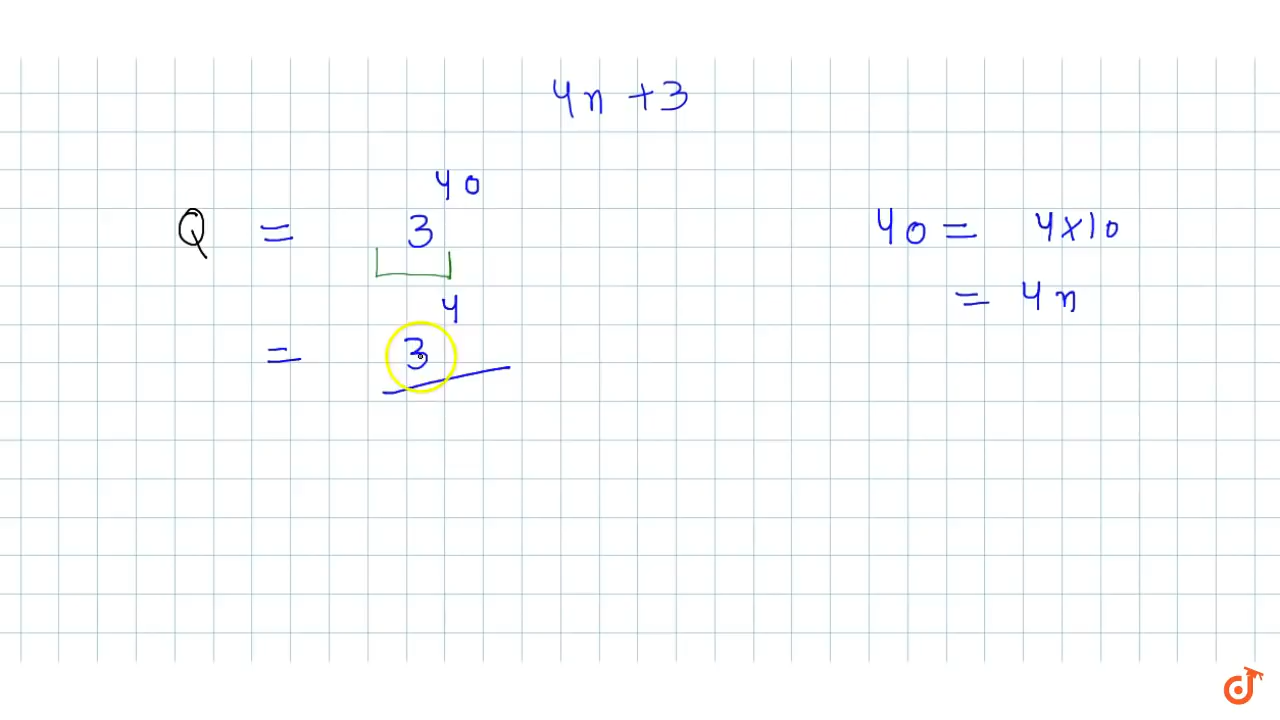 4n + 3
Q = 3^40
40 = 4×10
= 4n
= 3^4